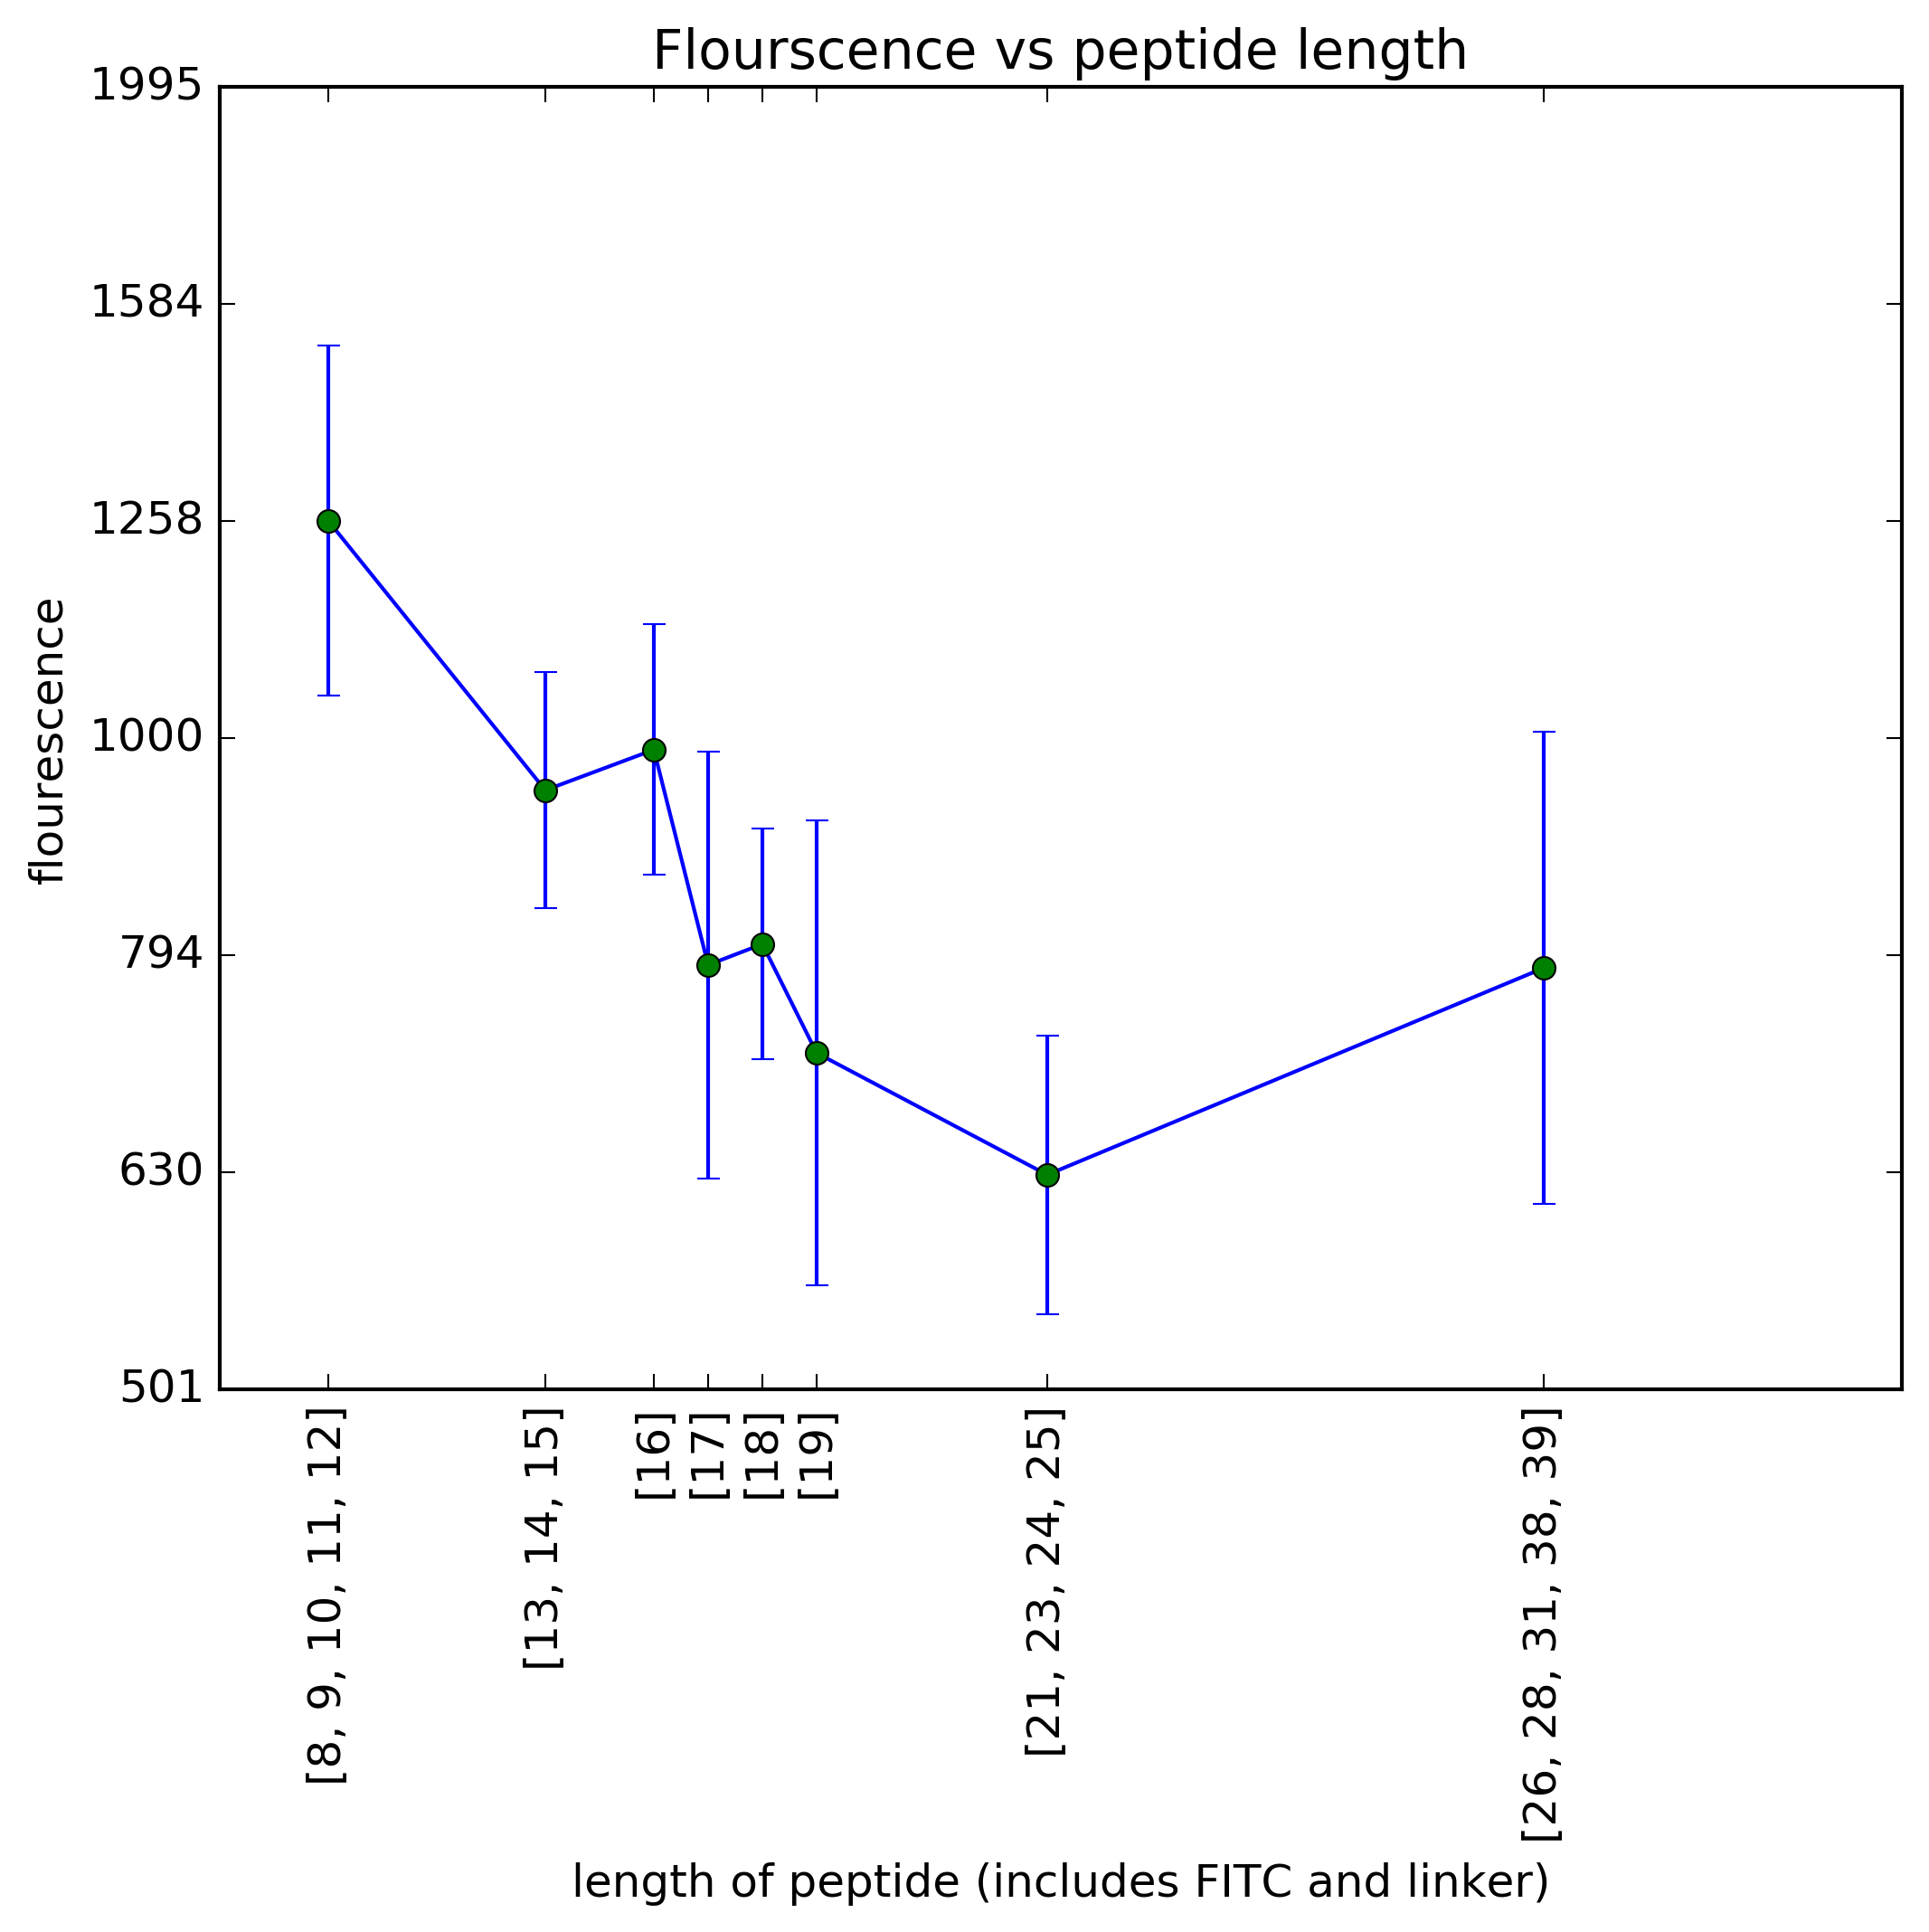 Flourscence vs peptide length
1995
1584
1258
1000
794
630
501
flourescence
[8, 9, 10, 11, 12]
[13, 14, 15]
[16]
[17]
[18]
[19]
[21, 23, 24, 25]
[26, 28, 31, 38, 39]
length of peptide (includes FITC and linker)